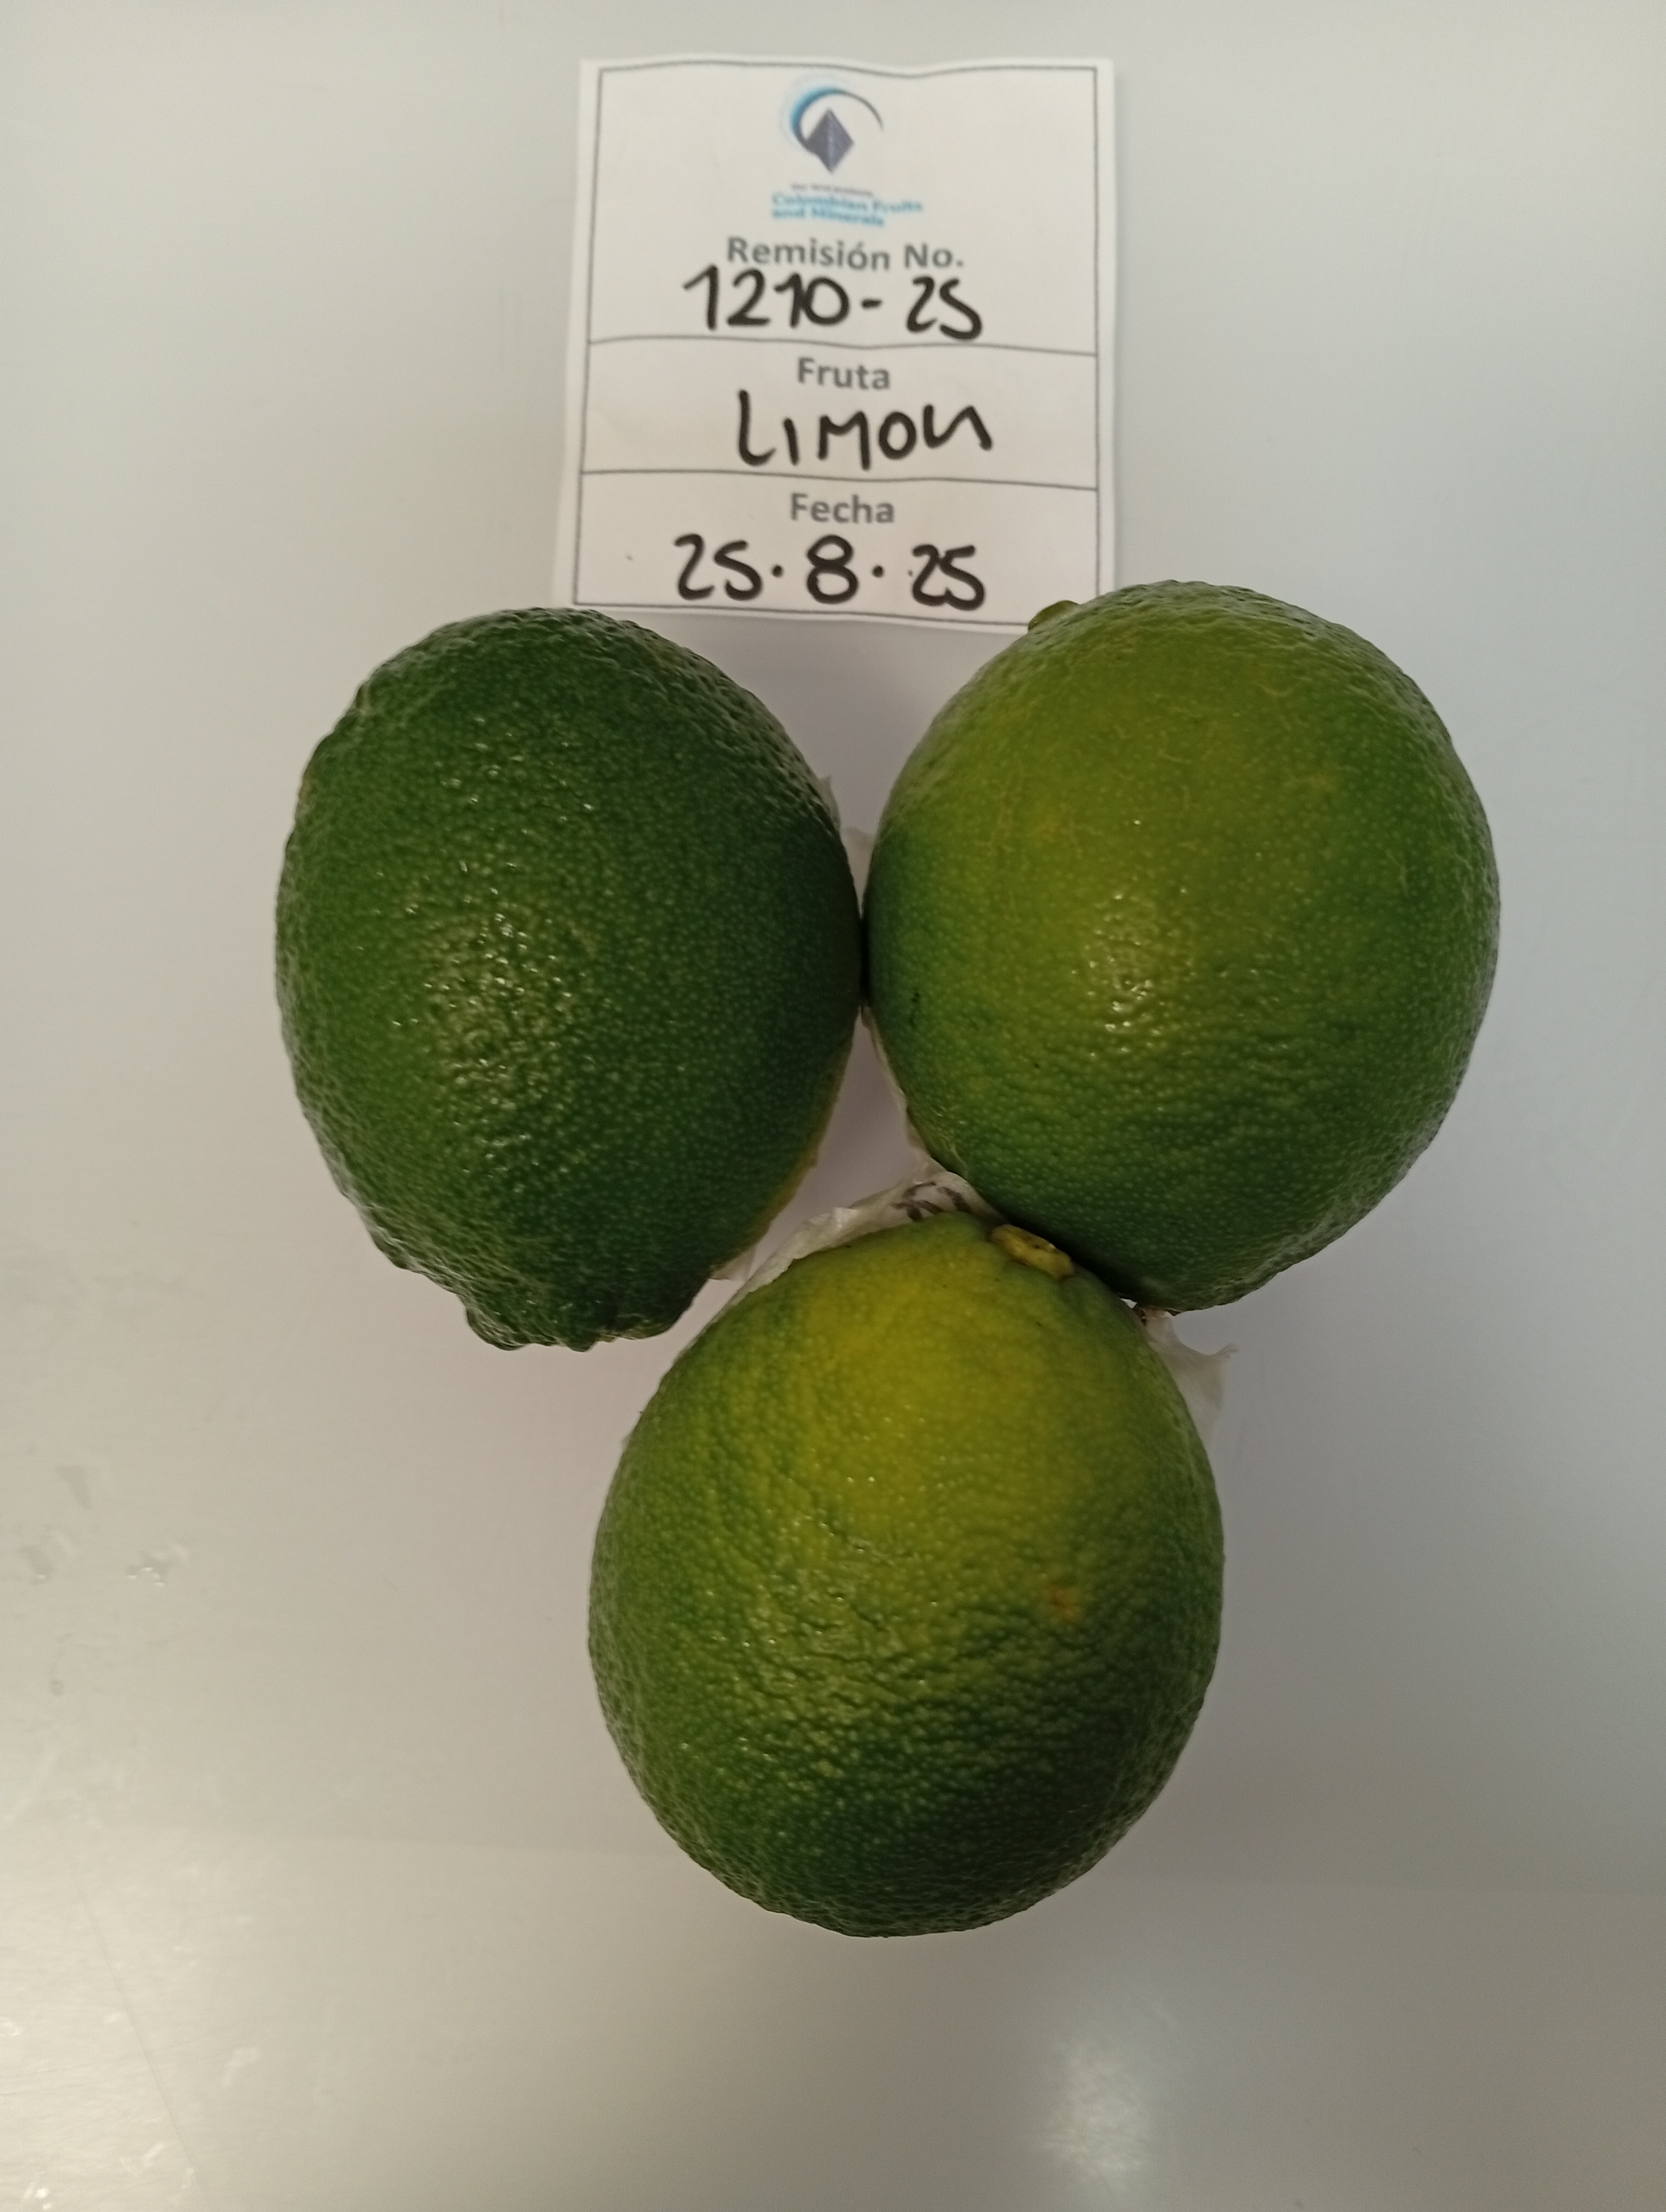 Colombian Fruits
and Minerals
Remisión No.
1210-25
Fruta
LIMON
Fecha
25·8·25